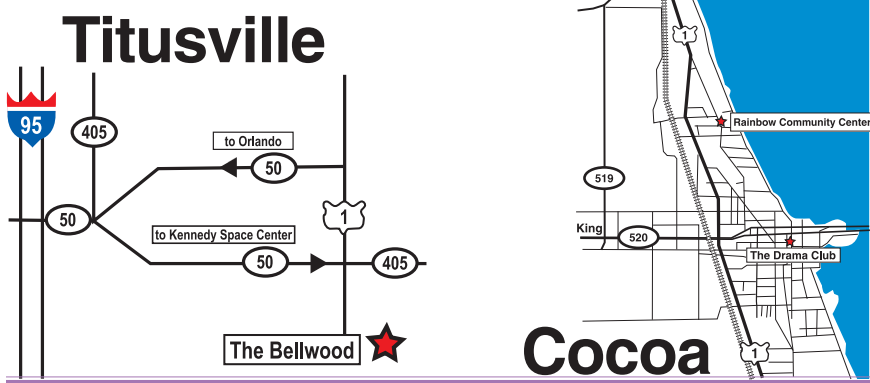 Titusville
95
405
to Orlando
50
50
1
to Kennedy Space Center
50
405
The Bellwood
1
Rainbow Community Center
519
King
520
The Drama Club
Cocoa
1